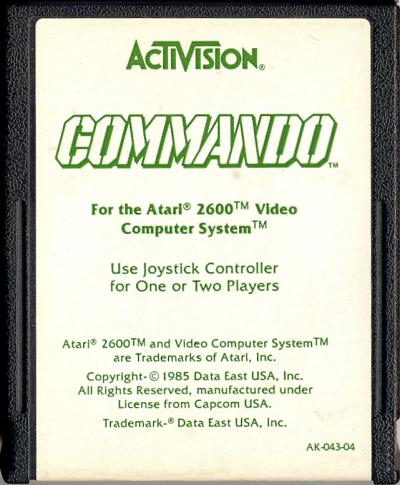 ACTIVISION®
COMMANDO™
For the Atari® 2600™ Video
Computer System™
Use Joystick Controller
for One or Two Players
Atari® 2600™ and Video Computer System™
are Trademarks of Atari, Inc.
Copyright-© 1985 Data East USA, Inc.
All Rights Reserved, manufactured under
License from Capcom USA.
Trademark-® Data East USA, Inc.
AK-043-04